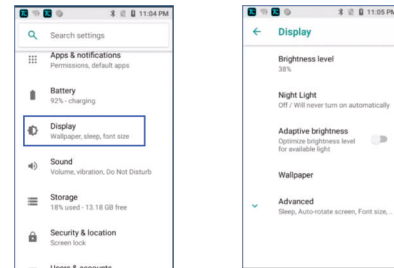 11:04 PM
Search settings
Apps & notifications
Permissions, default apps
Battery
92% - charging
Display
Wallpaper, sleep, font size
Sound
Volume, vibration, Do Not Disturb
Storage
18% used - 13.18 GB free
Security & location
Screen lock
Users & accounts
11:05 PM
Display
Brightness level
38%
Night Light
Off / Will never turn on automatically
Adaptive brightness
Optimize brightness level
for available light
Wallpaper
Advanced
Sleep, Auto-rotate screen, Font size,...